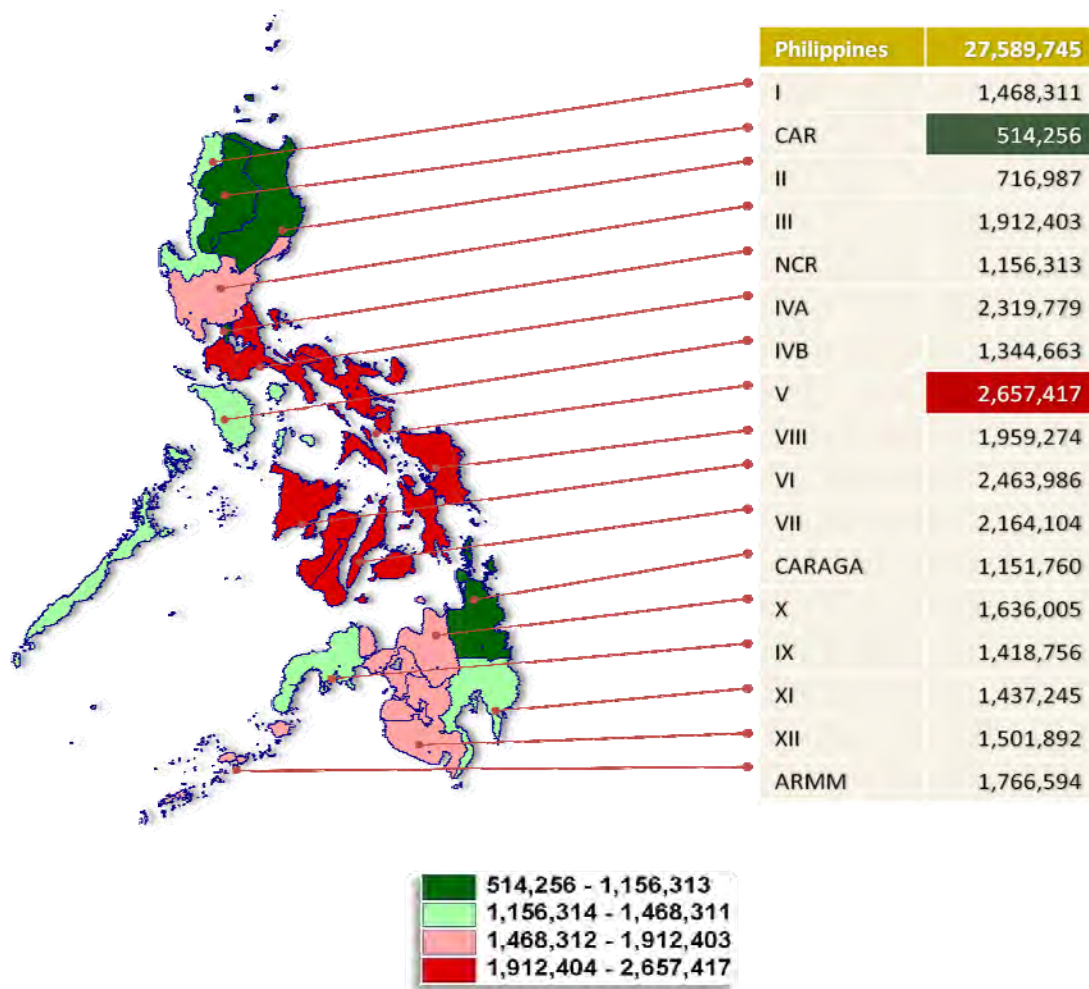 Philippines 27,589,745
I 1,468,311
CAR 514,256
II 716,987
III 1,912,403
NCR 1,156,313
IVA 2,319,779
IVB 1,344,663
V 2,657,417
VIII 1,959,274
VI 2,463,986
VII 2,164,104
CARAGA 1,151,760
X 1,636,005
IX 1,418,756
XI 1,437,245
XII 1,501,892
ARMM 1,766,594
514,256 - 1,156,313
1,156,314 - 1,468,311
1,468,312 - 1,912,403
1,912,404 - 2,657,417